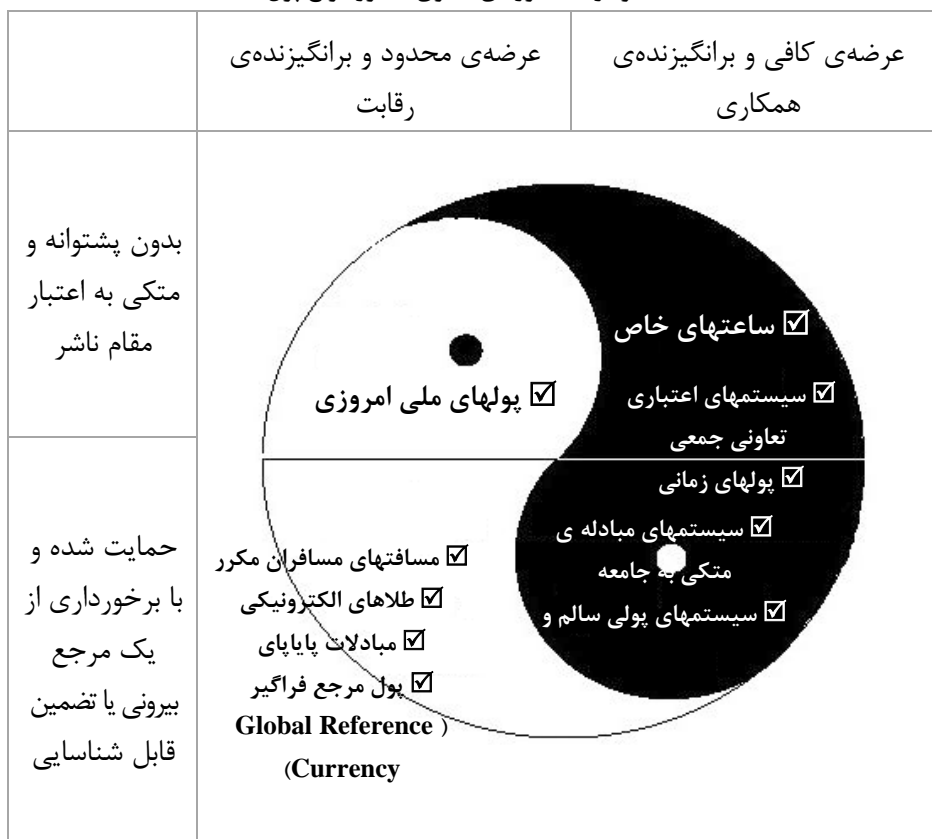 عرضه‌ی کافی و برانگیزنده‌ی
همکاری
عرضه‌ی محدود و برانگیزنده‌ی
رقابت
بدون پشتوانه و
متکی به اعتبار
مقام ناشر
☑ ساعتهای خاص
☑ سیستمهای اعتباری
تعاونی جمعی
☑ پولهای ملی امروزی
حمایت شده و
با برخورداری از
یک مرجع
بیرونی یا تضمین
قابل شناسایی
☑ پولهای زمانی
☑ سیستمهای مبادله ی
متکی به جامعه
☑ سیستمهای پولی سالم و
☑ مسافتهای مسافران مکرر
☑ طلاهای الکترونیکی
☑ مبادلات پایاپای
☑ پول مرجع فراگیر
Global Reference )
(Currency